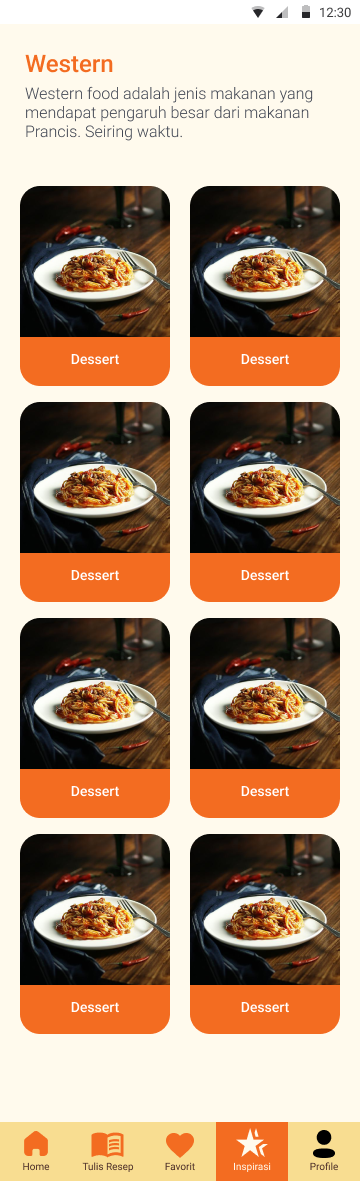 12:30
Western
Western food adalah jenis makanan yang
mendapat pengaruh besar dari makanan
Prancis. Seiring waktu.
Dessert
Dessert
Dessert
Dessert
Dessert
Dessert
Dessert
Dessert
Home
Tulis Resep
Favorit
Inspirasi
Profile